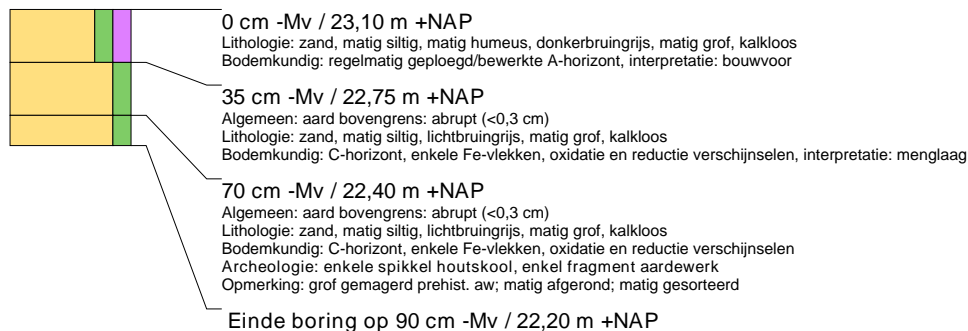 0 cm -Mv / 23,10 m +NAP
Lithologie: zand, matig siltig, matig humeus, donkerbruingrijs, matig grof, kalkloos
Bodemkundig: regelmatig geploegd/bewerkte A-horizont, interpretatie: bouwvoor
35 cm -Mv / 22,75 m +NAP
Algemeen: aard bovengrens: abrupt (<0,3 cm)
Lithologie: zand, matig siltig, lichtbruingrijs, matig grof, kalkloos
Bodemkundig: C-horizont, enkele Fe-vlekken, oxidatie en reductie verschijnselen, interpretatie: menglaag
70 cm -Mv / 22,40 m +NAP
Algemeen: aard bovengrens: abrupt (<0,3 cm)
Lithologie: zand, matig siltig, lichtbruingrijs, matig grof, kalkloos
Bodemkundig: C-horizont, enkele Fe-vlekken, oxidatie en reductie verschijnselen
Archeologie: enkele spikkel houtskool, enkel fragment aardewerk
Opmerking: grof gemagerd prehist. aw; matig afgerond; matig gesorteerd
Einde boring op 90 cm -Mv / 22,20 m +NAP